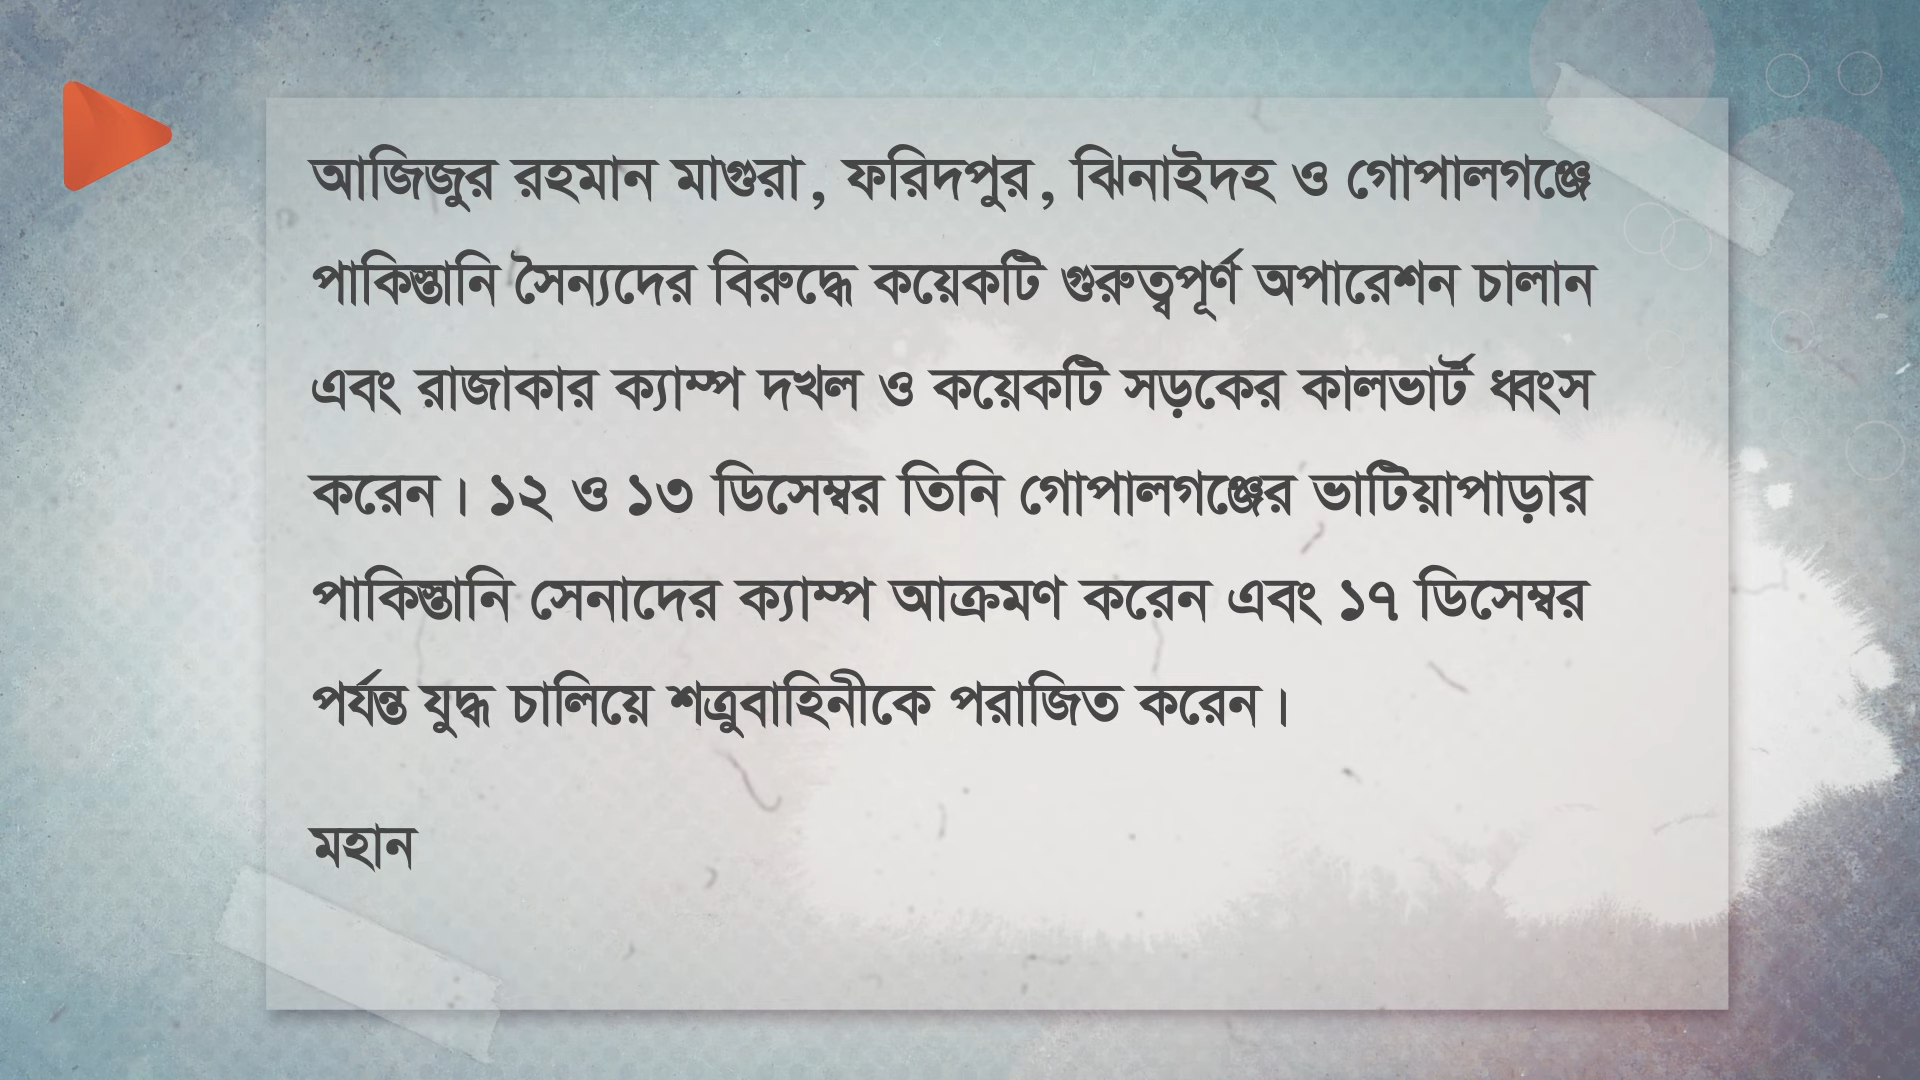 আজিজুর রহমান মাগুরা, ফরিদপুর, ঝিনাইদহ ও গোপালগঞ্জে
পাকিস্তানি সৈন্যদের বিরুদ্ধে কয়েকটি গুরুত্বপূর্ণ অপারেশন চালান
এবং রাজাকার ক্যাম্প দখল ও কয়েকটি সড়কের কালভার্ট ধ্বংস
করেন। ১২ ও ১৩ ডিসেম্বর তিনি গোপালগঞ্জের ভাটিয়াপাড়ার
পাকিস্তানি সেনাদের ক্যাম্প আক্রমণ করেন এবং ১৭ ডিসেম্বর
পর্যন্ত যুদ্ধ চালিয়ে শত্রুবাহিনীকে পরাজিত করেন।
মহান